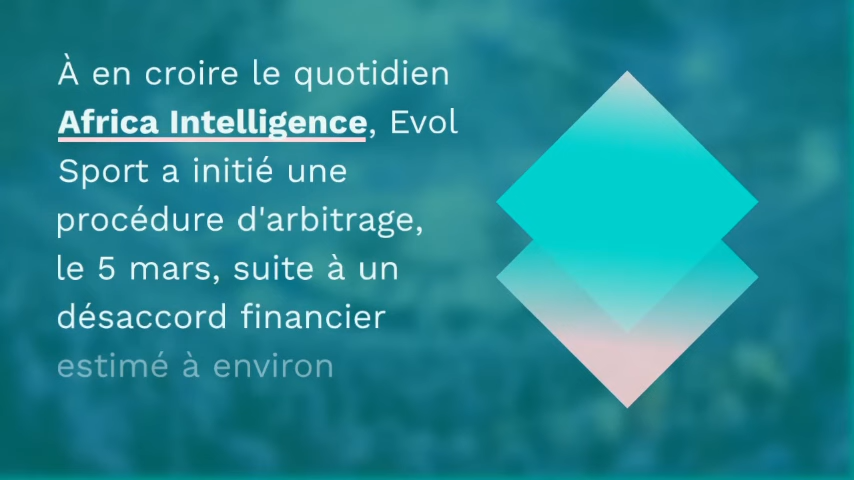 À en croire le quotidien
Africa Intelligence, Evol
Sport a initié une
procédure d'arbitrage,
le 5 mars, suite à un
désaccord financier
estimé à environ